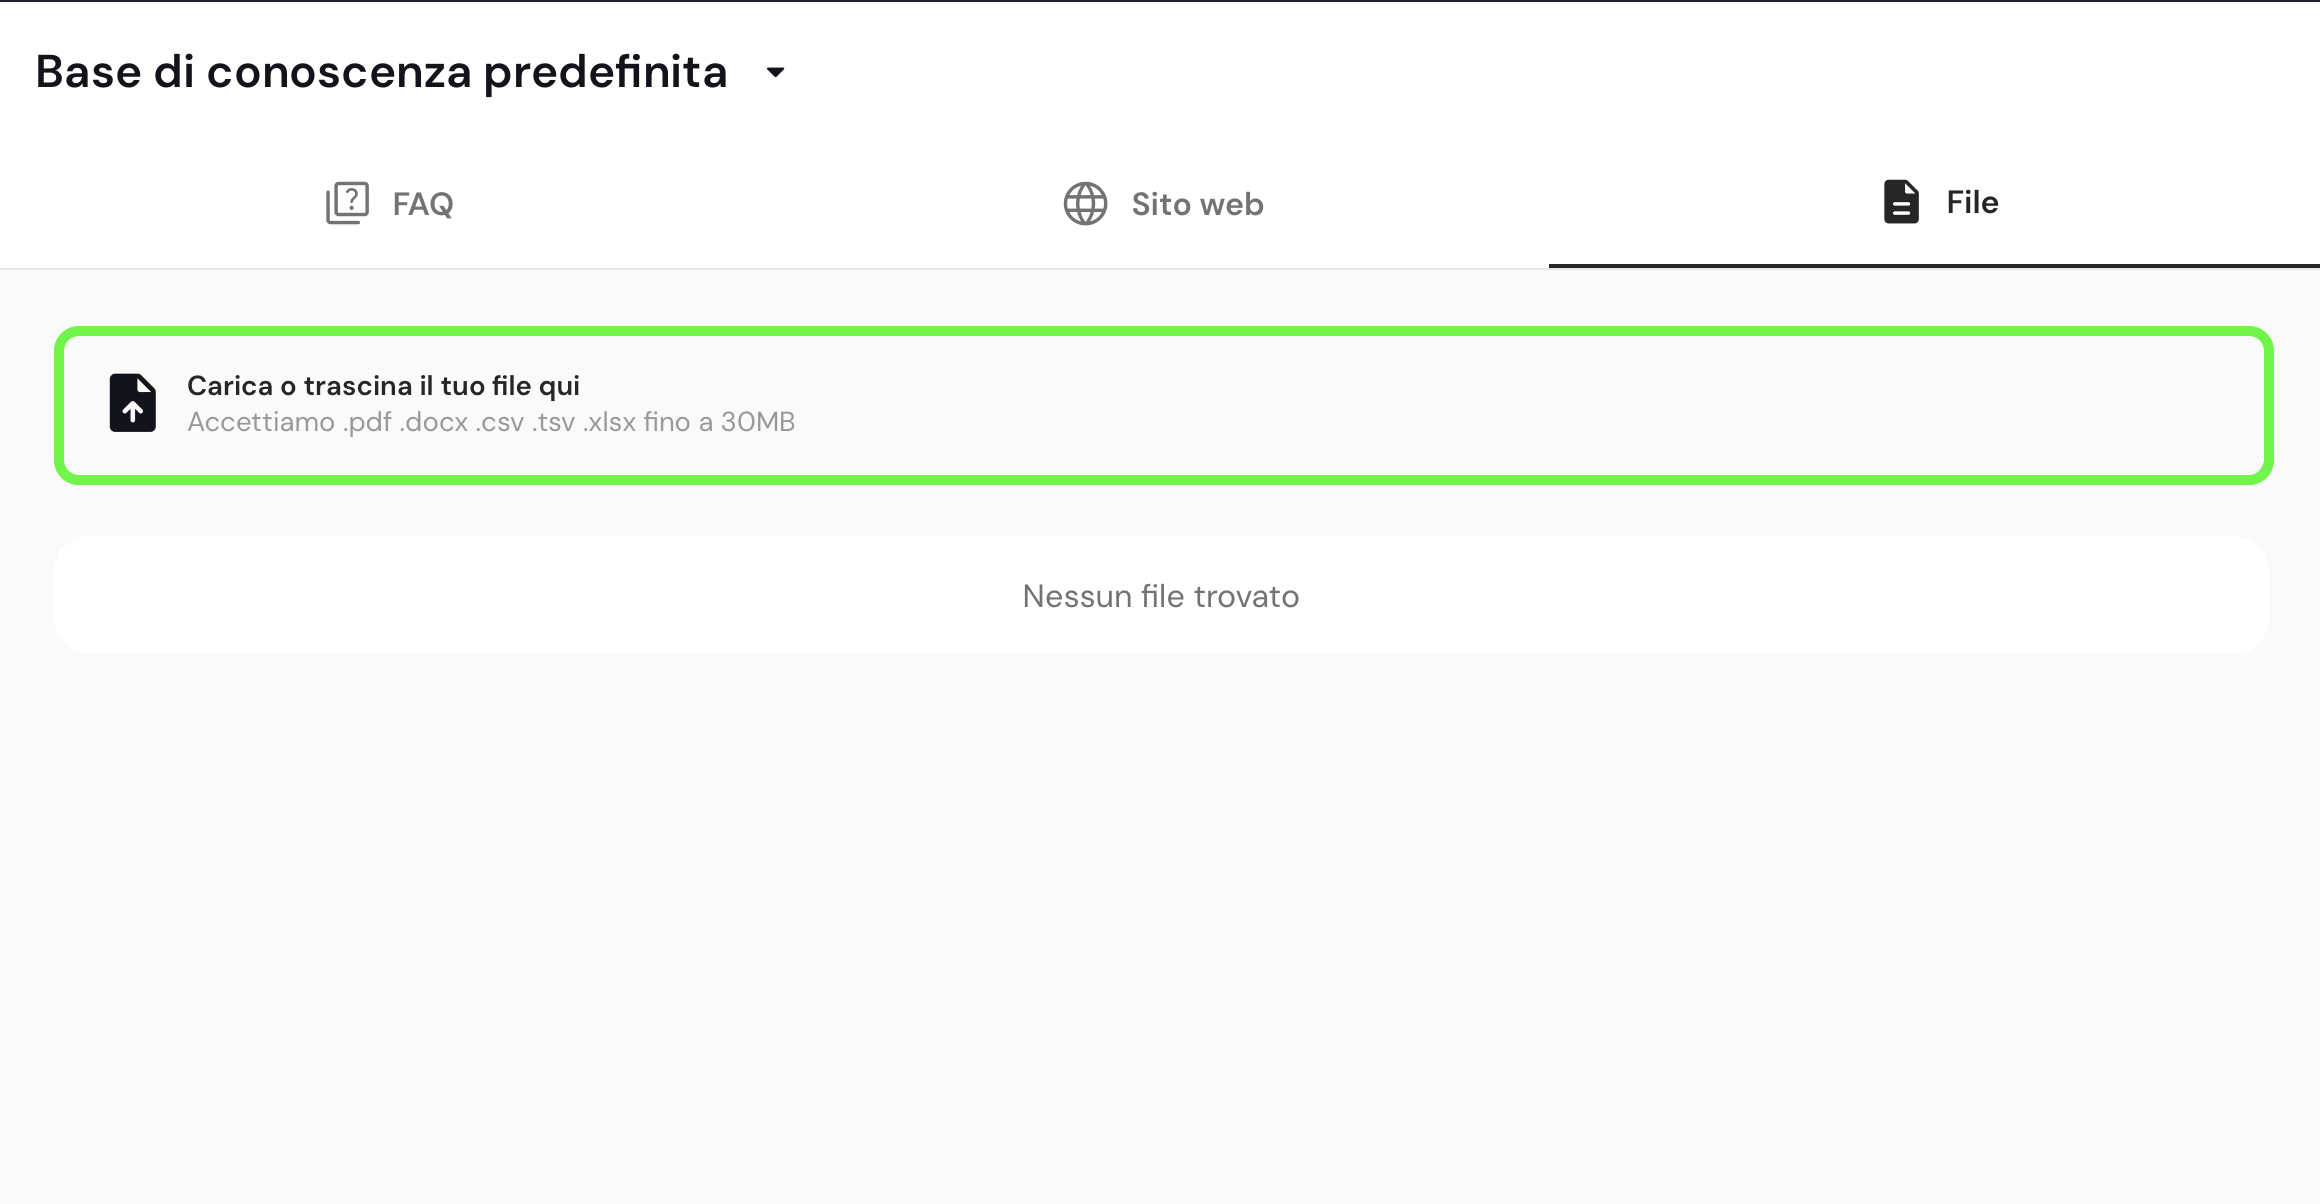 Base di conoscenza predefinita
FAQ
Sito web
File
Carica o trascina il tuo file qui
Accettiamo .pdf .docx .csv .tsv .xlsx fino a 30MB
Nessun file trovato